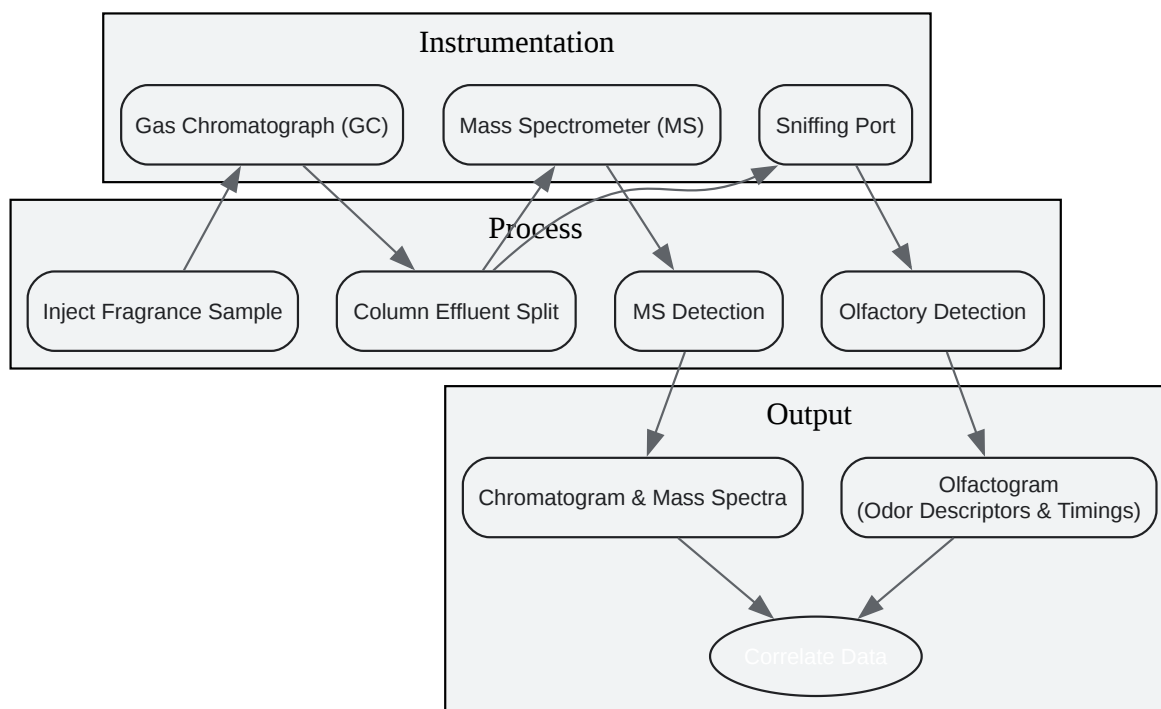 Instrumentation
Gas Chromatograph (GC)
Mass Spectrometer (MS)
Sniffing Port
Process
Inject Fragrance Sample
Column Effluent Split
MS Detection
Olfactory Detection
Output
Chromatogram & Mass Spectra
Olfactogram
(Odor Descriptors & Timings)
Correlate Data